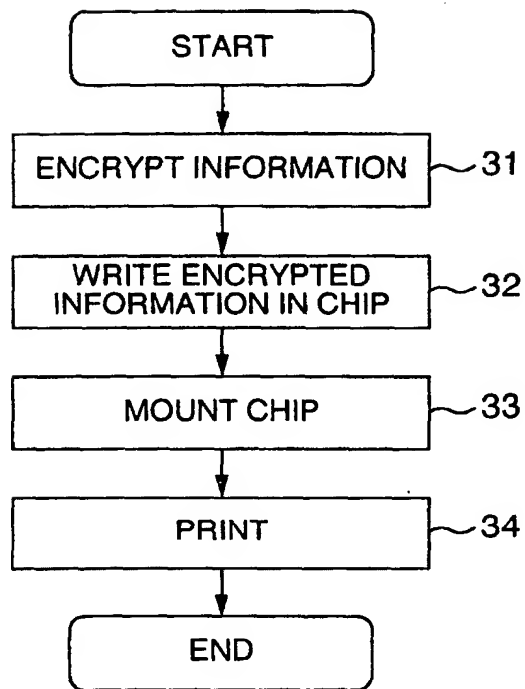 START
ENCRYPT INFORMATION
31
WRITE ENCRYPTED
INFORMATION IN CHIP
32
MOUNT CHIP
33
PRINT
34
END